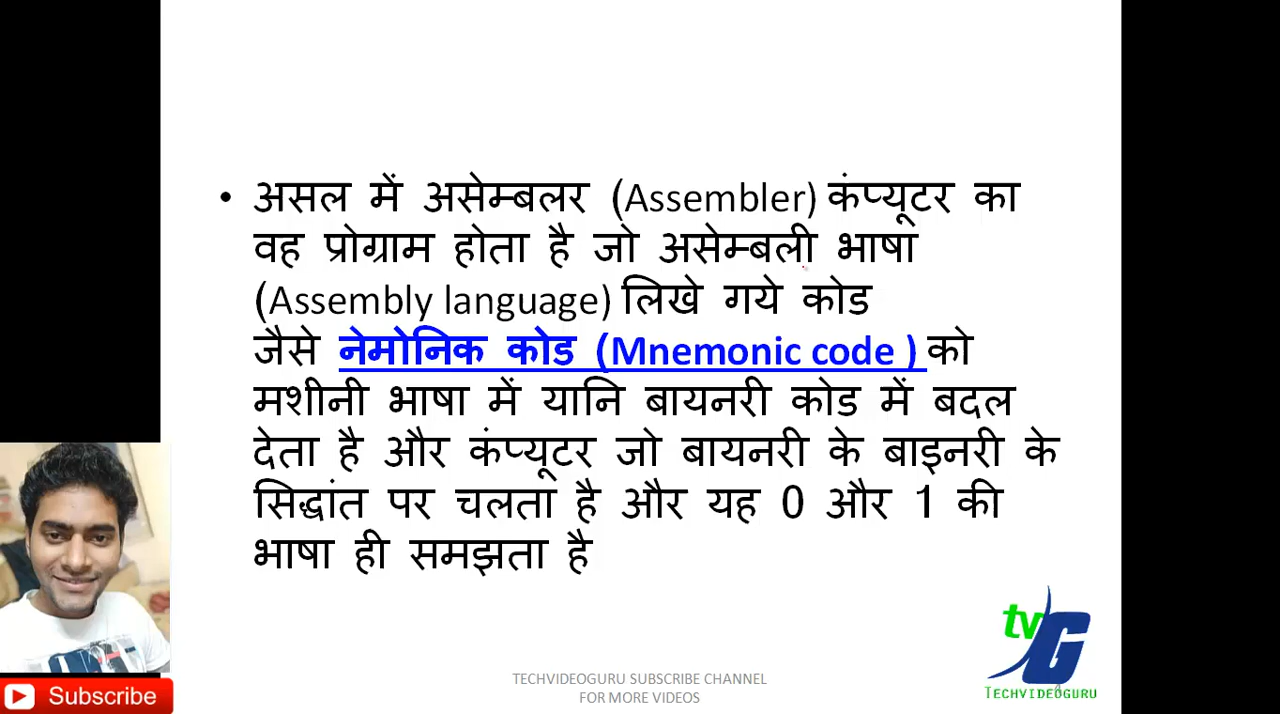 • असल में असेम्बलर (Assembler) कंप्यूटर का
वह प्रोग्राम होता है जो असेम्बली भाषा
(Assembly language) लिखे गये कोड
जैसे नेमोनिक कोड (Mnemonic code ) को
मशीनी भाषा में यानि बायनरी कोड में बदल
देता है और कंप्यूटर जो बायनरी के बाइनरी के
सिद्धांत पर चलता है और यह 0 और 1 की
भाषा ही समझता है
tvG
TECHVIDEOGURU
TECHVIDEOGURU SUBSCRIBE CHANNEL
FOR MORE VIDEOS
Subscribe